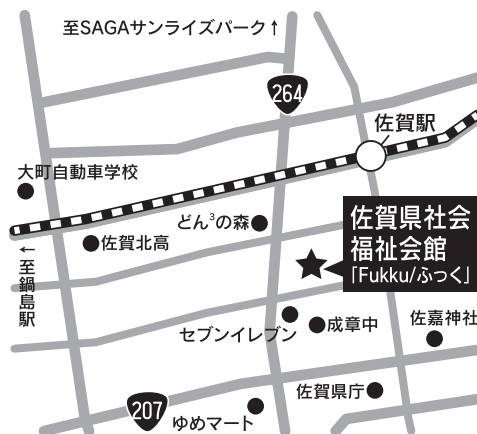 至SAGAサンライズパーク↑
264
佐賀駅
大町自動車学校
どん³の森
佐賀北高
佐賀県社会
福祉会館
「Fukku/ふっく」
←至鍋島駅
セブンイレブン
成章中
佐嘉神社
佐賀県庁
207
ゆめマート